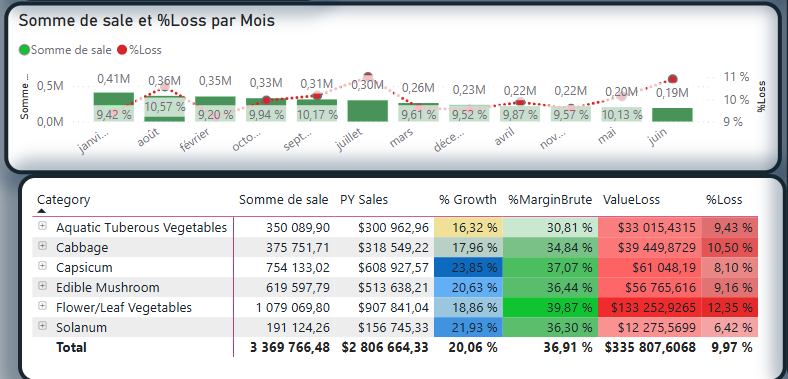 Somme de sale et %Loss par Mois
Somme de sale %Loss
Somme ...
0,5M
0,0M
0,41M 0,36M 0,35M 0,33M 0,31M 0,30M 0,26M 0,23M 0,22M 0,22M 0,20M 0,19M
9,42 % 10,57 % 9,20 % 9,94 % 10,17 % 9,61 % 9,52 % 9,87 % 9,57 % 10,13 %
janvi... août février octo... sept... juillet mars déce... avril nov... mai juin
11 %
10 %
9 %
%Loss
Category Somme de sale PY Sales % Growth %MarginBrute ValueLoss %Loss
Aquatic Tuberous Vegetables 350 089,90 $300 962,96 16,32 % 30,81 % $33 015,4315 9,43 %
Cabbage 375 751,71 $318 549,22 17,96 % 34,84 % $39 449,8729 10,50 %
Capsicum 754 133,02 $608 927,57 23,85 % 37,07 % $61 048,19 8,10 %
Edible Mushroom 619 597,79 $513 638,21 20,63 % 36,44 % $56 765,616 9,16 %
Flower/Leaf Vegetables 1 079 069,80 $907 841,04 18,86 % 39,87 % $133 252,9265 12,35 %
Solanum 191 124,26 $156 745,33 21,93 % 36,30 % $12 275,5699 6,42 %
Total 3 369 766,48 $2 806 664,33 20,06 % 36,91 % $335 807,6068 9,97 %